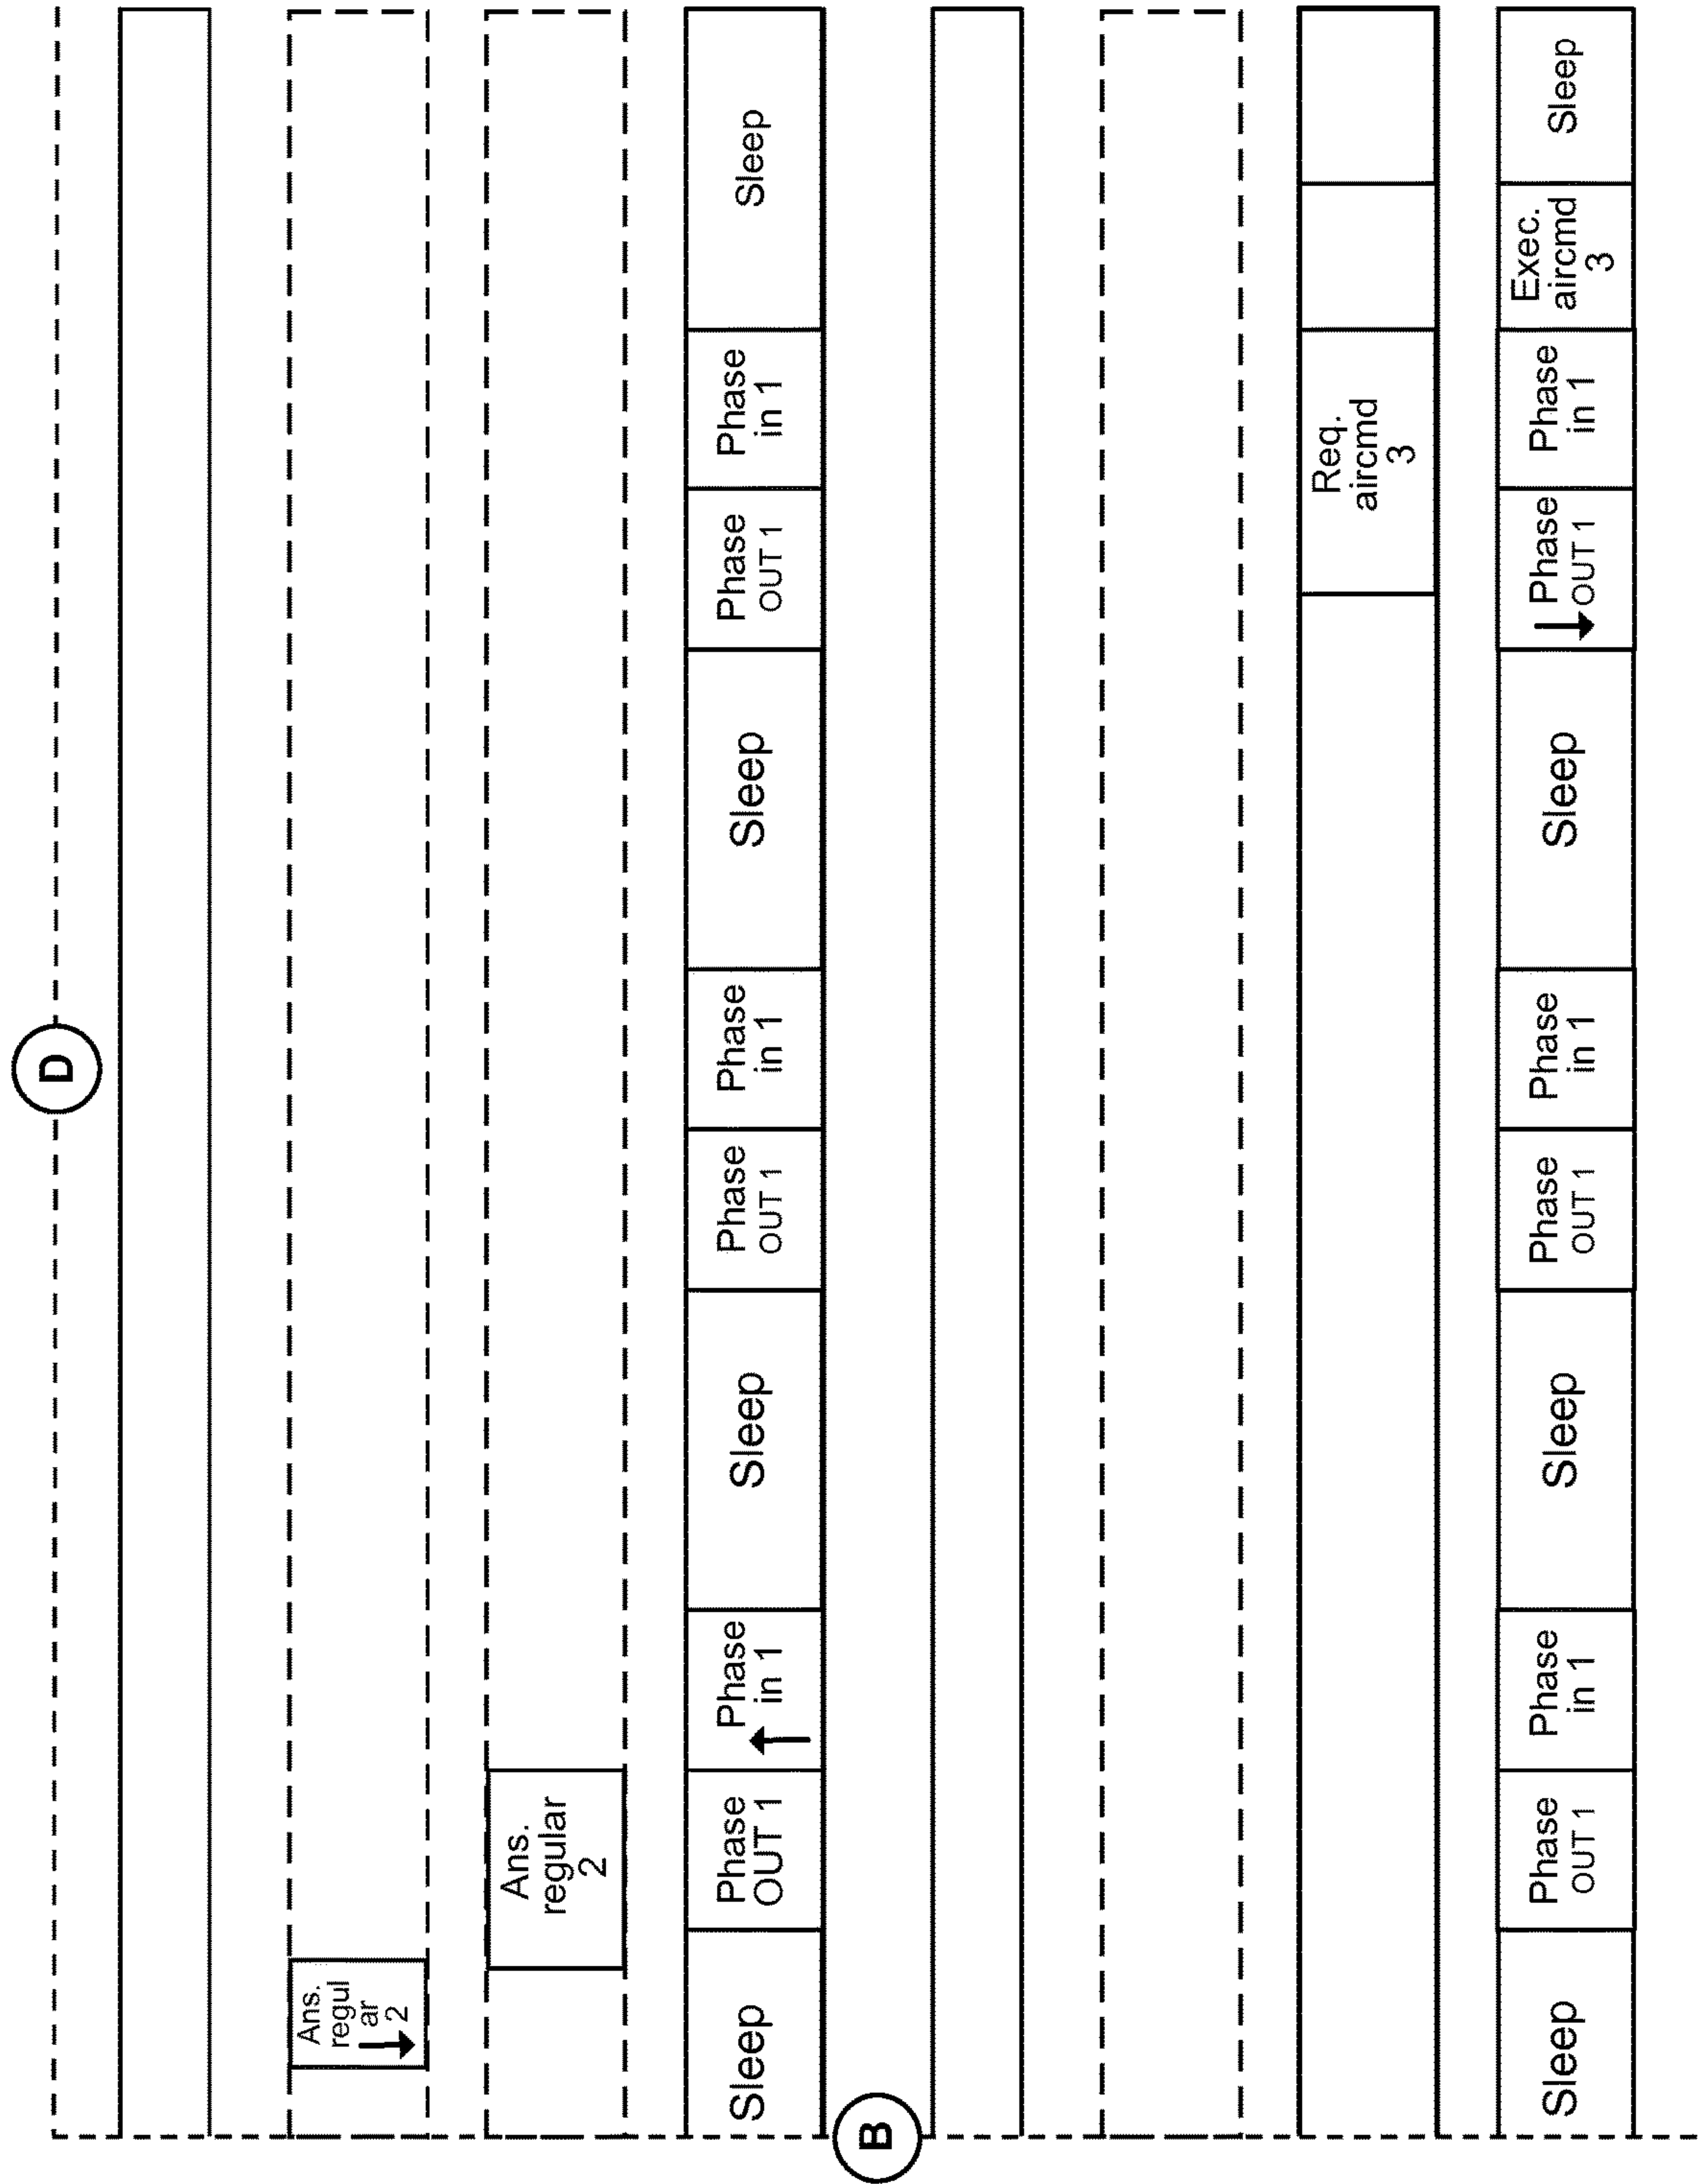 D
Ans.
regul
ar
2
Ans.
regular
2
Sleep
Phase
OUT 1
Phase
in 1
Sleep
Phase
OUT 1
Phase
in 1
Sleep
Phase
OUT 1
Phase
in 1
Sleep
B
Req.
aircmd
3
Sleep
Phase
OUT 1
Phase
in 1
Sleep
Phase
OUT 1
Phase
in 1
Sleep
Phase
OUT 1
Phase
in 1
Exec.
aircmd
3
Sleep